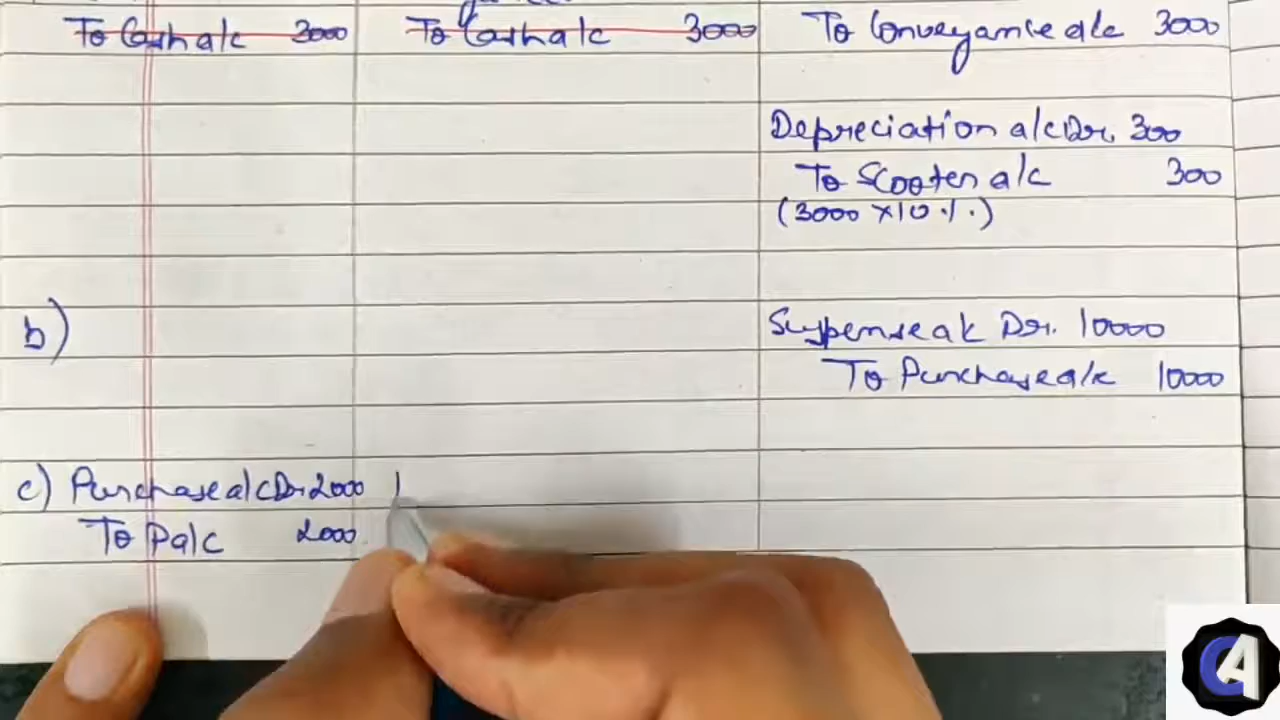 To Cash a/c 3000 To Cash a/c 3000 To Conveyance a/c 3000
Depreciation a/c Dr. 300
To Scooter a/c 300
(3000 × 10 %)
b) Suspense a/c Dr. 10000
To Purchase a/c 10000
c) Purchase a/c Dr. 2000
To P a/c 2000
CA